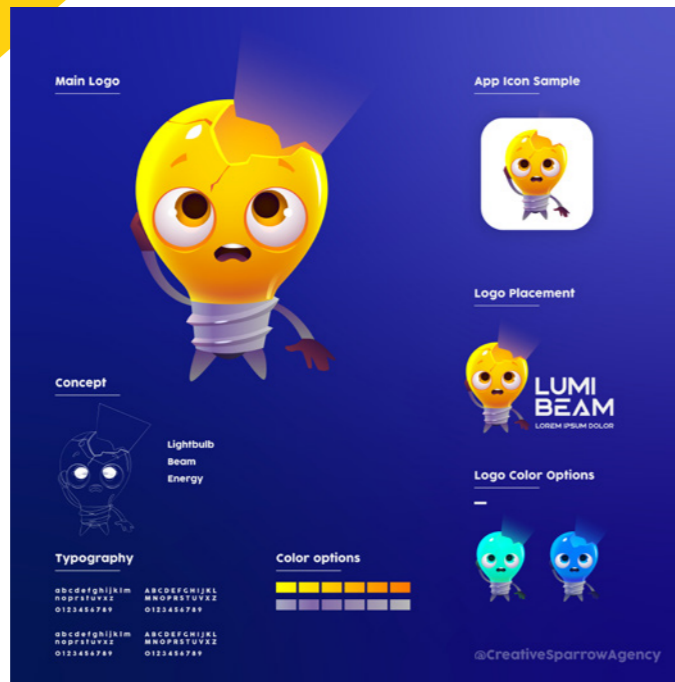 Main Logo
App Icon Sample
Logo Placement
LUMI
BEAM
LOREM IPSUM DOLOR
Concept
Lightbulb
Beam
Energy
Logo Color Options
Typography
abcdefghijklm
noprstuvxz
0123456789
ABCDEFGHIJKL
MNOPRSTUVXZ
0123456789
abcdefghijklm
noprstuvxz
0123456789
ABCDEFGHIJKL
MNOPRSTUVXZ
0123456789
Color options
@CreativeSparrowAgency